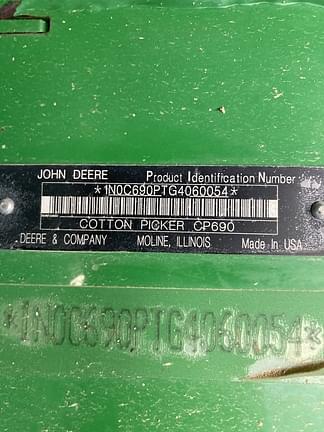 JOHN DEERE Product Identification Number
*1N0C690PTG4060054*
COTTON PICKER CP690
DEERE & COMPANY MOLINE, ILLINOIS Made In USA
*1N0C690PTG4060054*